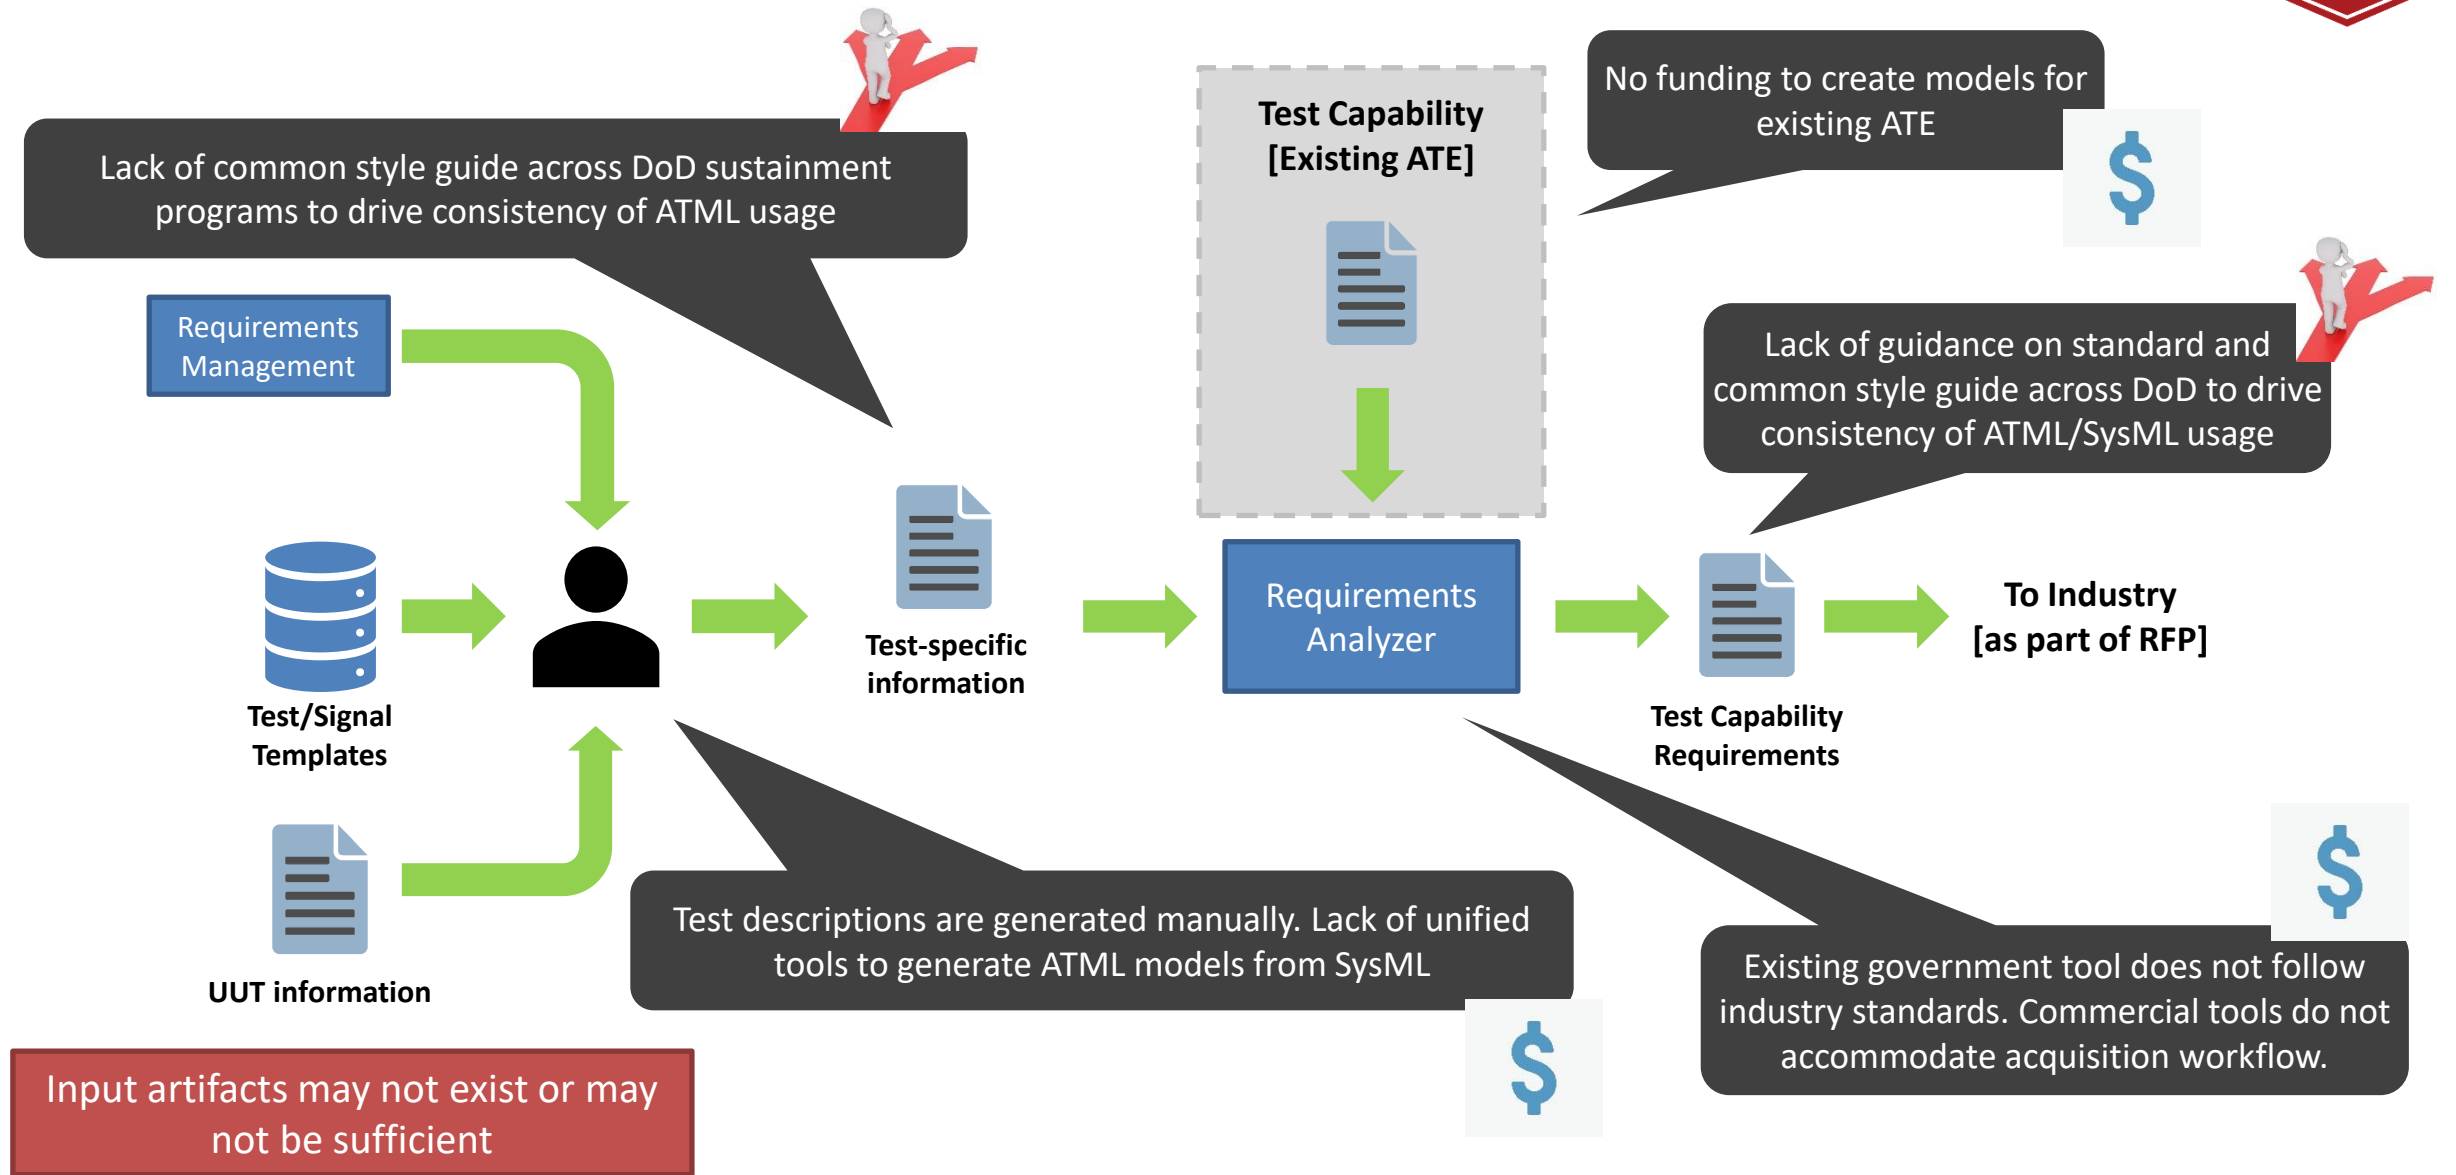 No funding to create models for
existing ATE
Test Capability
[Existing ATE]
Lack of common style guide across DoD sustainment
programs to drive consistency of ATML usage
$
Requirements
Management
Lack of guidance on standard and
common style guide across DoD to drive
consistency of ATML/SysML usage
Requirements
Analyzer
To Industry
[as part of RFP]
Test-specific
information
Test/Signal
Templates
Test Capability
Requirements
$
Test descriptions are generated manually. Lack of unified
tools to generate ATML models from SysML
Existing government tool does not follow
industry standards. Commercial tools do not
accommodate acquisition workflow.
UUT information
$
Input artifacts may not exist or may
not be sufficient